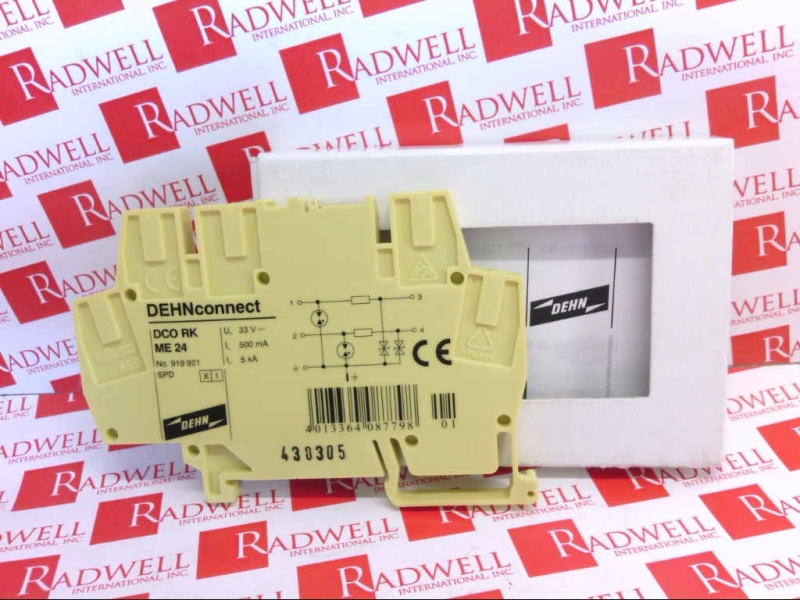 RADWELL
INTERNATIONAL, INC.
DEHNconnect
DCO RK
ME 24
No. 919 921
SPD
X 1
U, 33 V
I, 500 mA
I, 5 kA
1
3
2
4
CE
DEHN
4013364 087798
01
430305
DEHN